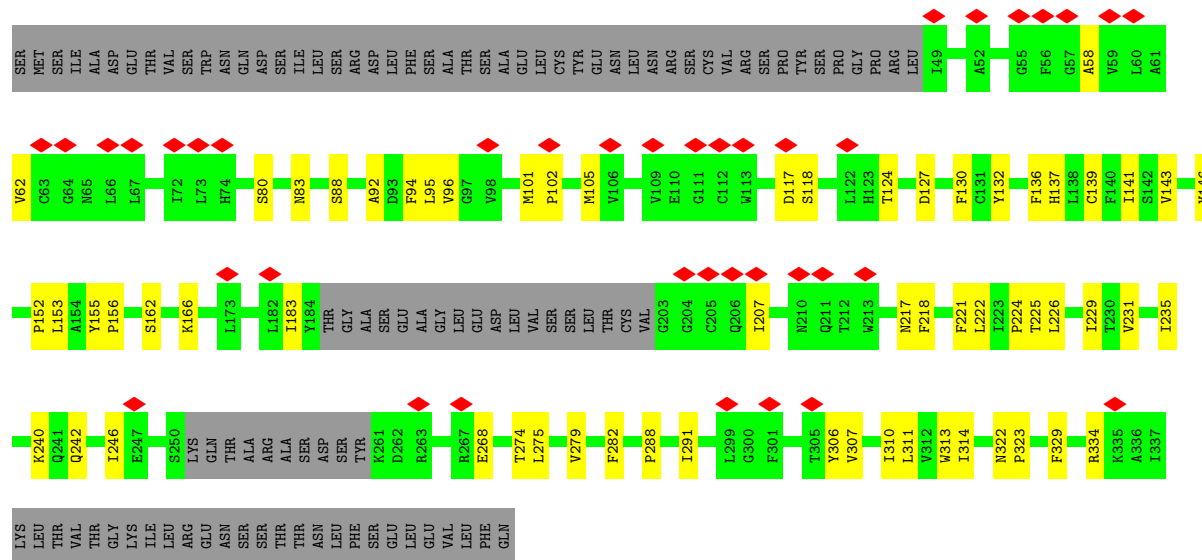 SER MET SER ILE ALA ASP GLU THR VAL SER TRP ASN GLN ASP SER ILE LEU SER ARG ASP LEU PHE SER ALA THR SER ALA GLU LEU CYS TYR GLU ASN LEU ASN ARG SER CYS VAL ARG SER PRO TYR SER PRO GLY PRO ARG LEU I49 A52 G55 F56 G57 A58 V59 L60 A61
V62 C63 G64 N65 L66 L67 I72 L73 H74 S80 N83 S88 A92 D93 F94 L95 V96 G97 V98 M101 P102 M105 V106 V109 E110 G111 C112 W113 D117 S118 L122 H123 T124 D127 F130 C131 Y132 F136 H137 L138 C139 F140 I141 S142 V143
P152 L153 A154 Y155 P156 S162 K166 L173 L182 I183 Y184 THR GLY ALA SER GLU ALA GLY LEU GLU ASP LEU VAL SER SER LEU THR CYS VAL G203 G204 C205 Q206 I207 N210 Q211 T212 W213 N217 F218 F221 L222 I223 P224 T225 L226 I229 T230 V231 I235
K240 Q241 Q242 I246 E247 S250 LYS GLN THR ALA ARG ALA SER ASP SER TYR K261 D262 R263 R267 E268 T274 L275 V279 F282 P288 I291 L299 G300 F301 T305 Y306 V307 I310 L311 V312 W313 I314 N322 P323 F329 R334 K335 A336 I337
LYS LEU THR VAL THR GLY LYS ILE LEU ARG GLU ASN SER SER THR THR ASN LEU PHE SER GLU LEU GLU VAL LEU PHE GLN